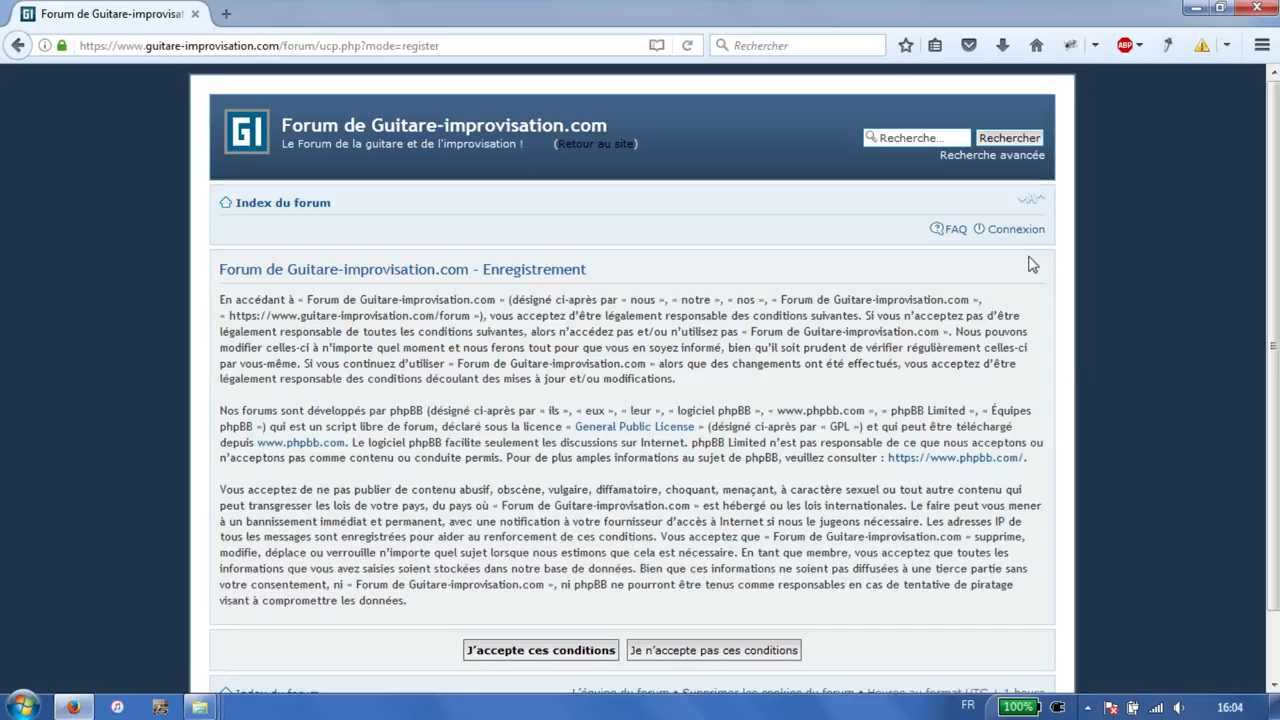 Forum de Guitare-improvisat
https://www.guitare-improvisation.com/forum/ucp.php?mode=register
Rechercher
ABP
GI
Forum de Guitare-improvisation.com
Le Forum de la guitare et de l'improvisation ! (Retour au site)
Recherche… Rechercher
Recherche avancée
Index du forum
FAQ Connexion
Forum de Guitare-improvisation.com - Enregistrement
En accédant à « Forum de Guitare-improvisation.com » (désigné ci-après par « nous », « notre », « nos », « Forum de Guitare-improvisation.com »,
« https://www.guitare-improvisation.com/forum »), vous acceptez d'être légalement responsable des conditions suivantes. Si vous n'acceptez pas d'être
légalement responsable de toutes les conditions suivantes, alors n'accédez pas et/ou n'utilisez pas « Forum de Guitare-improvisation.com ». Nous pouvons
modifier celles-ci à n'importe quel moment et nous ferons tout pour que vous en soyez informé, bien qu'il soit prudent de vérifier régulièrement celles-ci
par vous-même. Si vous continuez d'utiliser « Forum de Guitare-improvisation.com » alors que des changements ont été effectués, vous acceptez d'être
légalement responsable des conditions découlant des mises à jour et/ou modifications.
Nos forums sont développés par phpBB (désigné ci-après par « ils », « eux », « leur », « logiciel phpBB », « www.phpbb.com », « phpBB Limited », « Équipes
phpBB ») qui est un script libre de forum, déclaré sous la licence « General Public License » (désigné ci-après par « GPL ») et qui peut être téléchargé
depuis www.phpbb.com. Le logiciel phpBB facilite seulement les discussions sur Internet. phpBB Limited n'est pas responsable de ce que nous acceptons ou
n'acceptons pas comme contenu ou conduite permis. Pour de plus amples informations au sujet de phpBB, veuillez consulter : https://www.phpbb.com/.
Vous acceptez de ne pas publier de contenu abusif, obscène, vulgaire, diffamatoire, choquant, menaçant, à caractère sexuel ou tout autre contenu qui
peut transgresser les lois de votre pays, du pays où « Forum de Guitare-improvisation.com » est hébergé ou les lois internationales. Le faire peut vous mener
à un bannissement immédiat et permanent, avec une notification à votre fournisseur d'accès à Internet si nous le jugeons nécessaire. Les adresses IP de
tous les messages sont enregistrées pour aider au renforcement de ces conditions. Vous acceptez que « Forum de Guitare-improvisation.com » supprime,
modifie, déplace ou verrouille n'importe quel sujet lorsque nous estimons que cela est nécessaire. En tant que membre, vous acceptez que toutes les
informations que vous avez saisies soient stockées dans notre base de données. Bien que ces informations ne soient pas diffusées à une tierce partie sans
votre consentement, ni « Forum de Guitare-improvisation.com », ni phpBB ne pourront être tenus comme responsables en cas de tentative de piratage
visant à compromettre les données.
J'accepte ces conditions Je n'accepte pas ces conditions
Index du forum L'équipe du forum • Supprimer les cookies du forum • Heures au format UTC + 1 heure
FR 100% 16:04